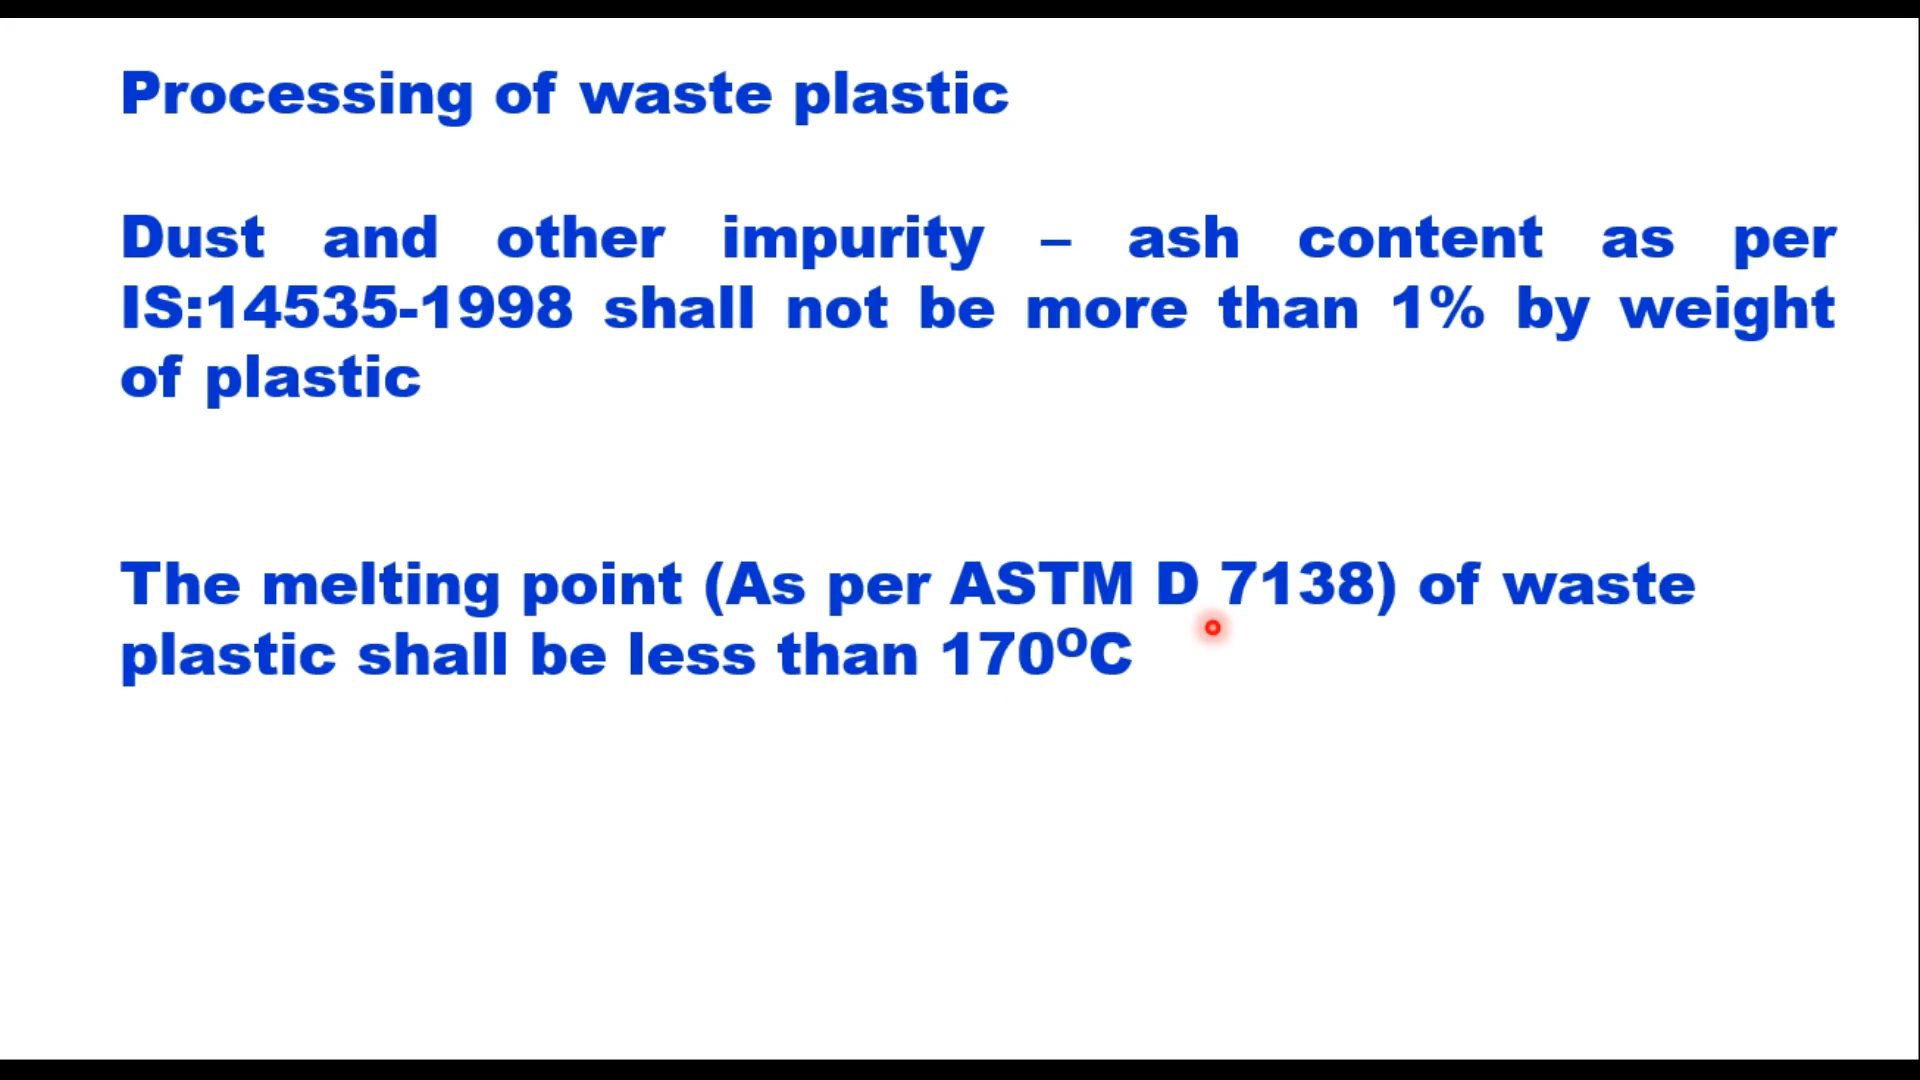 Processing of waste plastic
Dust and other impurity – ash content as per
IS:14535-1998 shall not be more than 1% by weight
of plastic
The melting point (As per ASTM D 7138) of waste
plastic shall be less than 170⁰C